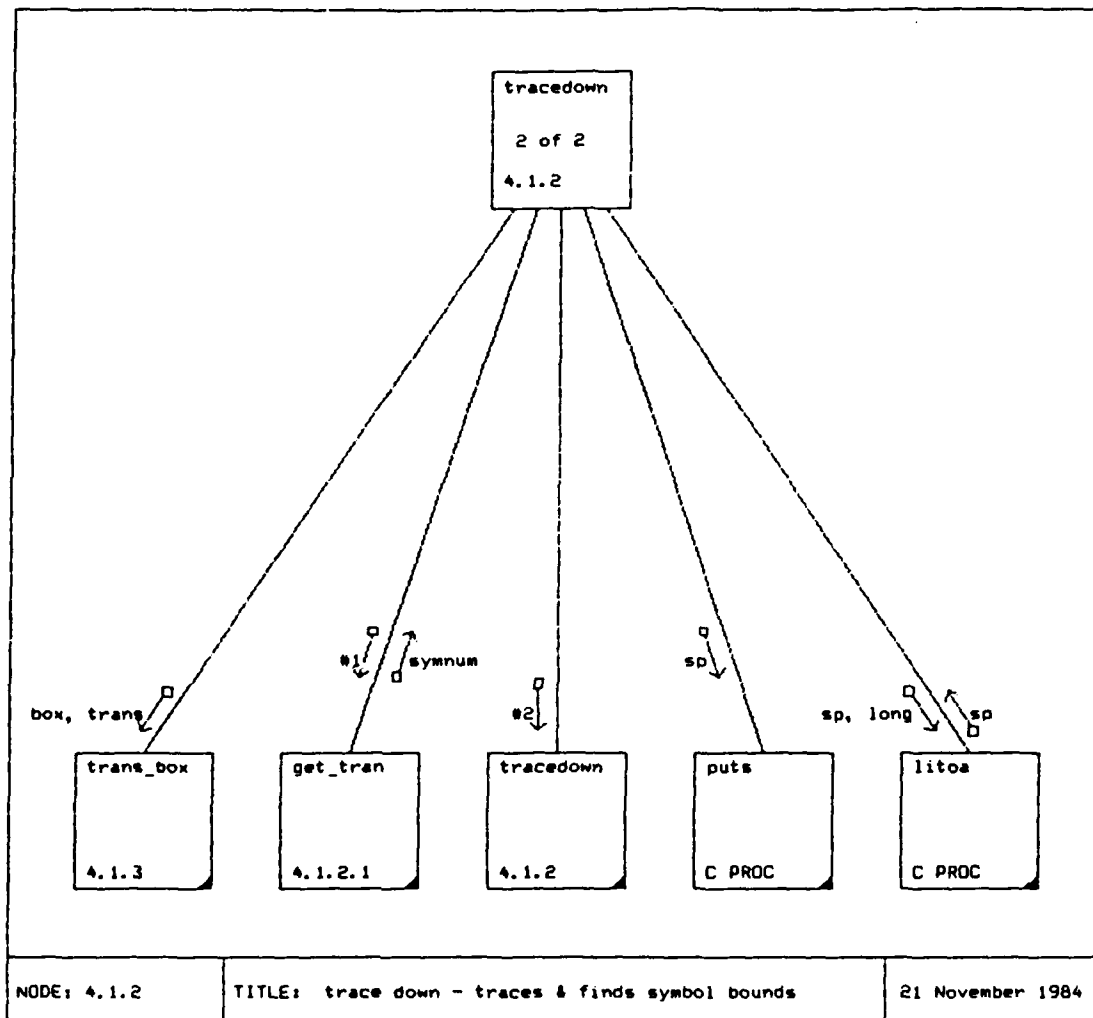 tracedown
2 of 2
4.1.2
#1
symnum
sp
box, trans
#2
sp, long
sp
trans_box
get_tran
tracedown
puts
litoa
4.1.3
4.1.2.1
4.1.2
C PROC
C PROC
NODE: 4.1.2
TITLE: trace down - traces & finds symbol bounds
21 November 1984